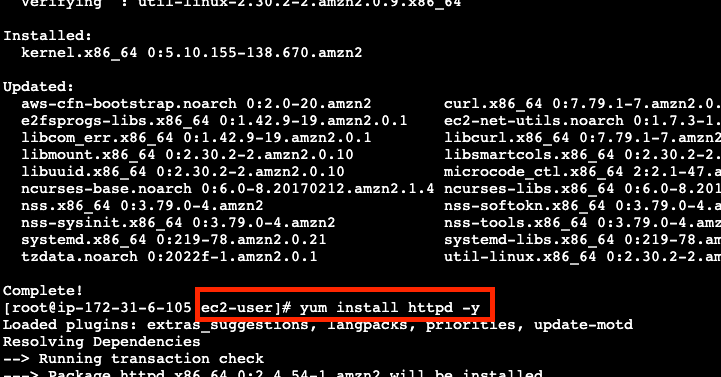 Verifying : util-linux-2.30.2-2.amzn2.0.9.x86_64
Installed:
kernel.x86_64 0:5.10.155-138.670.amzn2
Updated:
aws-cfn-bootstrap.noarch 0:2.0-20.amzn2 curl.x86_64 0:7.79.1-7.amzn2.0.
e2fsprogs-libs.x86_64 0:1.42.9-19.amzn2.0.1 ec2-net-utils.noarch 0:1.7.3-1.
libcom_err.x86_64 0:1.42.9-19.amzn2.0.1 libcurl.x86_64 0:7.79.1-7.amzn2
libmount.x86_64 0:2.30.2-2.amzn2.0.10 libsmartcols.x86_64 0:2.30.2-2.
libuuid.x86_64 0:2.30.2-2.amzn2.0.10 microcode_ctl.x86_64 2:2.1-47.a
ncurses-base.noarch 0:6.0-8.20170212.amzn2.1.4 ncurses-libs.x86_64 0:6.0-8.201
nss.x86_64 0:3.79.0-4.amzn2 nss-softokn.x86_64 0:3.79.0-4.
nss-sysinit.x86_64 0:3.79.0-4.amzn2 nss-tools.x86_64 0:3.79.0-4.am
systemd.x86_64 0:219-78.amzn2.0.21 systemd-libs.x86_64 0:219-78.a
tzdata.noarch 0:2022f-1.amzn2.0.1 util-linux.x86_64 0:2.30.2-2.a
Complete!
[root@ip-172-31-6-105 ec2-user]# yum install httpd -y
Loaded plugins: extras_suggestions, langpacks, priorities, update-motd
Resolving Dependencies
--> Running transaction check
---> Package httpd.x86_64 0:2.4.54-1.amzn2 will be installed